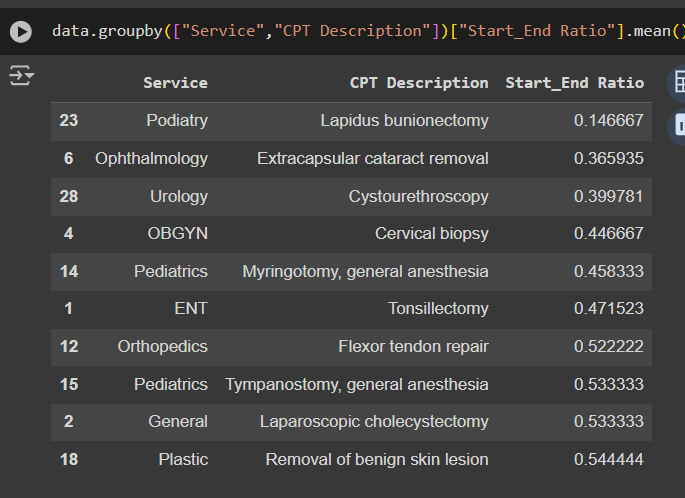 data.groupby(["Service","CPT Description"])["Start_End Ratio"].mean()
Service CPT Description Start_End Ratio
23 Podiatry Lapidus bunionectomy 0.146667
6 Ophthalmology Extracapsular cataract removal 0.365935
28 Urology Cystourethroscopy 0.399781
4 OBGYN Cervical biopsy 0.446667
14 Pediatrics Myringotomy, general anesthesia 0.458333
1 ENT Tonsillectomy 0.471523
12 Orthopedics Flexor tendon repair 0.522222
15 Pediatrics Tympanostomy, general anesthesia 0.533333
2 General Laparoscopic cholecystectomy 0.533333
18 Plastic Removal of benign skin lesion 0.544444